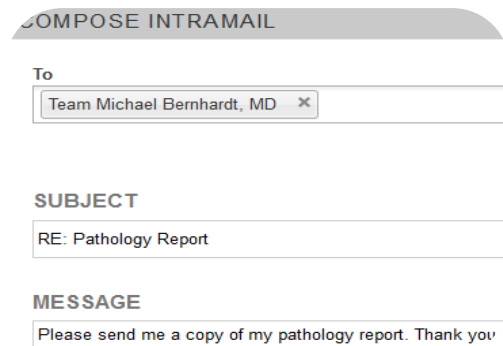 COMPOSE INTRAMAIL
To
Team Michael Bernhardt, MD ×
SUBJECT
RE: Pathology Report
MESSAGE
Please send me a copy of my pathology report. Thank you